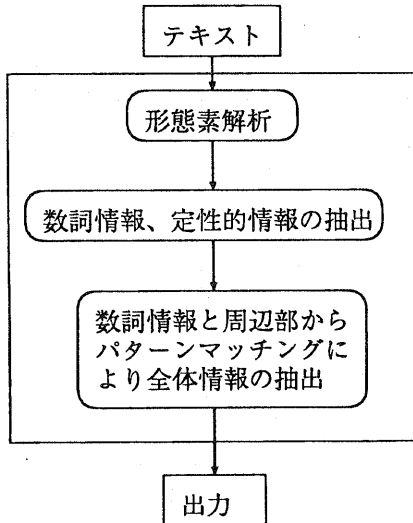 テキスト
形態素解析
数詞情報、定性的情報の抽出
数詞情報と周辺部から
パターンマッチングに
より全体情報の抽出
出力